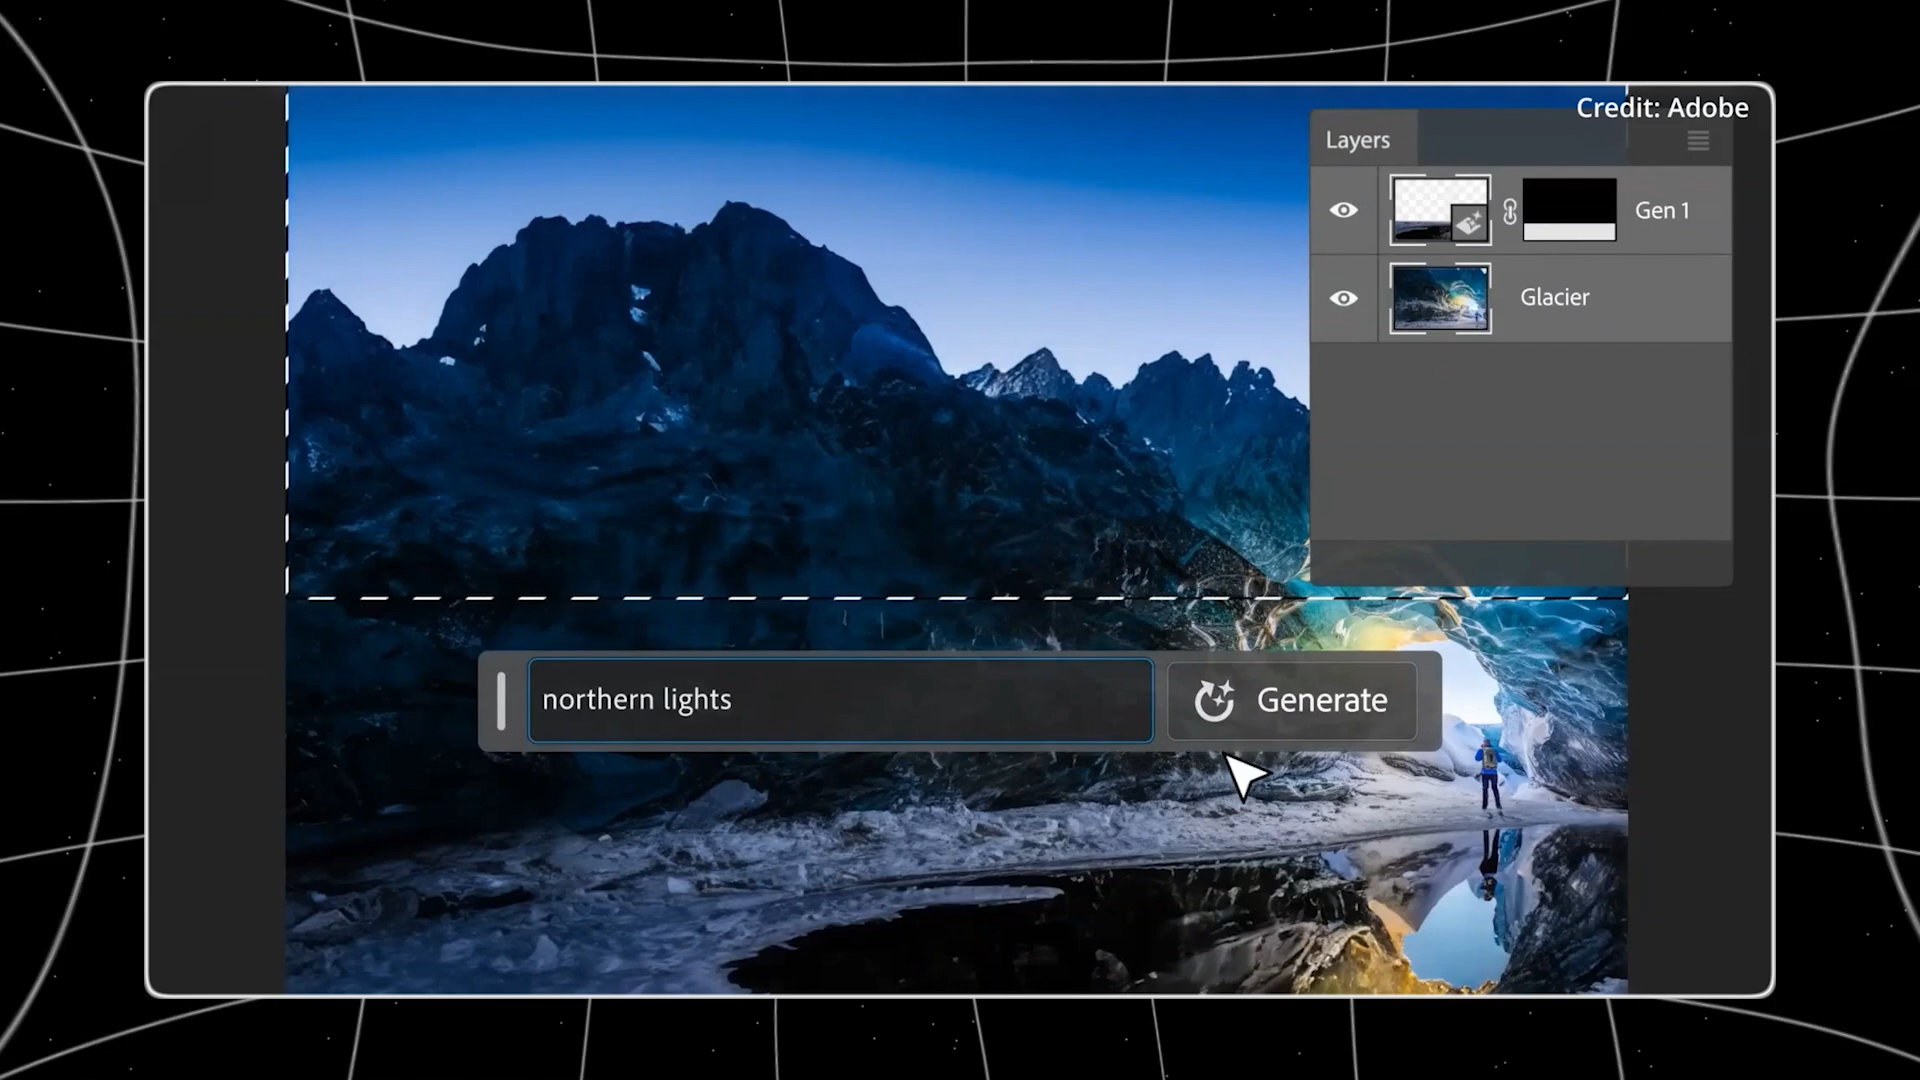 Credit: Adobe
Layers
Gen 1
Glacier
northern lights
Generate